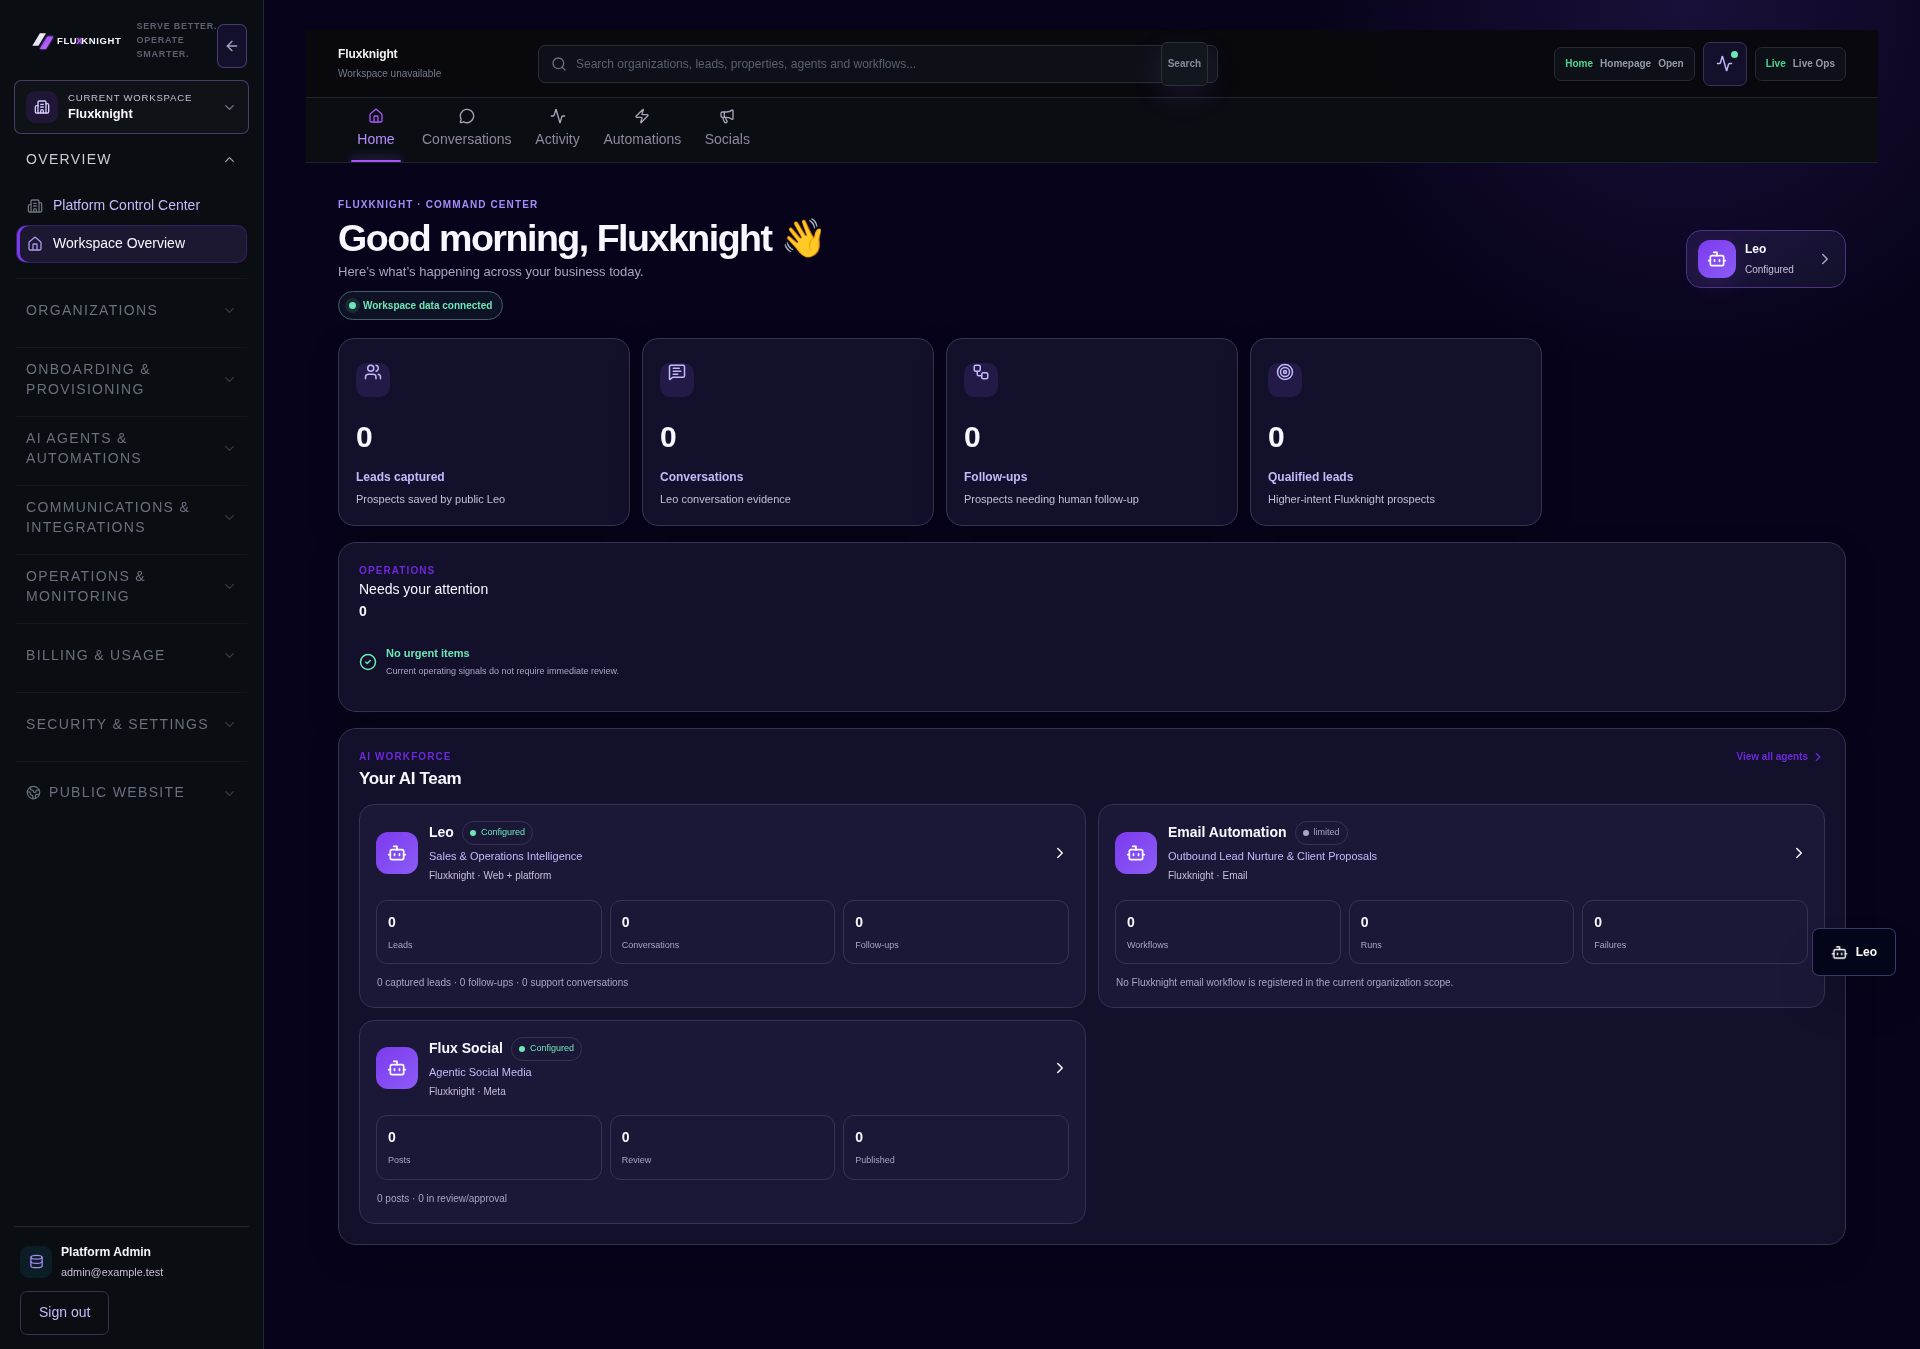 FLUXKNIGHT
SERVE BETTER.
OPERATE
SMARTER.
CURRENT WORKSPACE
Fluxknight
OVERVIEW
Platform Control Center
Workspace Overview
ORGANIZATIONS
ONBOARDING &
PROVISIONING
AI AGENTS &
AUTOMATIONS
COMMUNICATIONS &
INTEGRATIONS
OPERATIONS &
MONITORING
BILLING & USAGE
SECURITY & SETTINGS
PUBLIC WEBSITE
Platform Admin
admin@example.test
Sign out
Fluxknight
Workspace unavailable
Search organizations, leads, properties, agents and workflows...
Search
Home Homepage Open
Live Live Ops
Home
Conversations
Activity
Automations
Socials
FLUXKNIGHT · COMMAND CENTER
Good morning, Fluxknight 👋
Here's what's happening across your business today.
Workspace data connected
Leo
Configured
0
Leads captured
Prospects saved by public Leo
0
Conversations
Leo conversation evidence
0
Follow-ups
Prospects needing human follow-up
0
Qualified leads
Higher-intent Fluxknight prospects
OPERATIONS
Needs your attention
0
No urgent items
Current operating signals do not require immediate review.
AI WORKFORCE
Your AI Team
View all agents
Leo
Configured
Sales & Operations Intelligence
Fluxknight · Web + platform
0
Leads
0
Conversations
0
Follow-ups
0 captured leads · 0 follow-ups · 0 support conversations
Email Automation
limited
Outbound Lead Nurture & Client Proposals
Fluxknight · Email
0
Workflows
0
Runs
0
Failures
No Fluxknight email workflow is registered in the current organization scope.
Leo
Flux Social
Configured
Agentic Social Media
Fluxknight · Meta
0
Posts
0
Review
0
Published
0 posts · 0 in review/approval